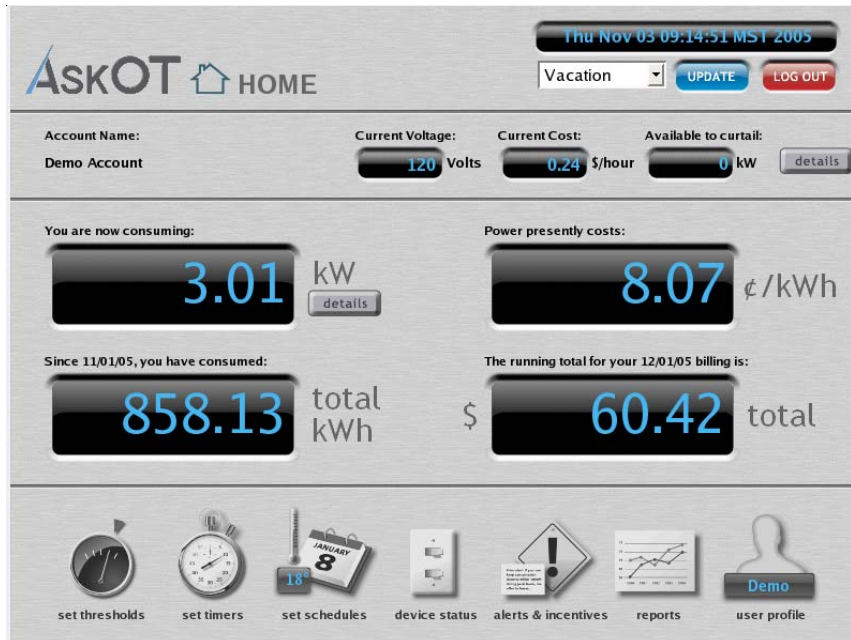 Thu Nov 03 09:14:51 MST 2005
ASKOT HOME
Vacation
UPDATE
LOG OUT
Account Name:
Demo Account
Current Voltage:
120 Volts
Current Cost:
0.24 $/hour
Available to curtail:
0 kW
details
You are now consuming:
3.01 kW
details
Power presently costs:
8.07 ¢/kWh
Since 11/01/05, you have consumed:
858.13 total kWh
The running total for your 12/01/05 billing is:
$ 60.42 total
JANUARY
8
18°
Demo
set thresholds
set timers
set schedules
device status
alerts & incentives
reports
user profile